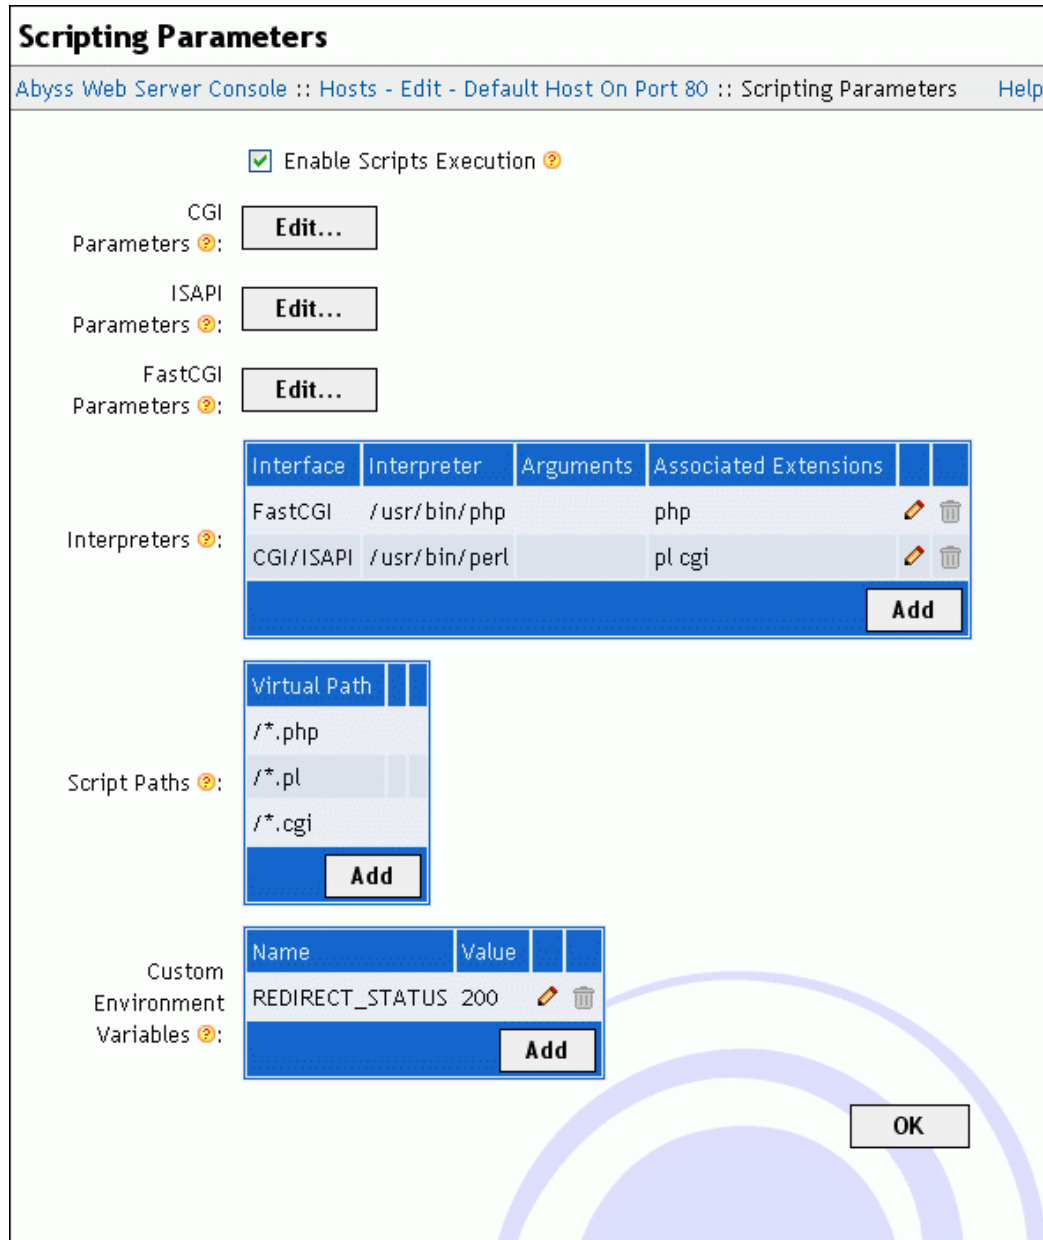 Scripting Parameters
Abyss Web Server Console :: Hosts - Edit - Default Host On Port 80 :: Scripting Parameters Help
Enable Scripts Execution
CGI
Parameters :
Edit...
ISAPI
Parameters :
Edit...
FastCGI
Parameters :
Edit...
Interpreters :
Interface Interpreter Arguments Associated Extensions
FastCGI /usr/bin/php php
CGI/ISAPI /usr/bin/perl pl cgi
Add
Script Paths :
Virtual Path
/*.php
/*.pl
/*.cgi
Add
Custom
Environment
Variables :
Name Value
REDIRECT_STATUS 200
Add
OK